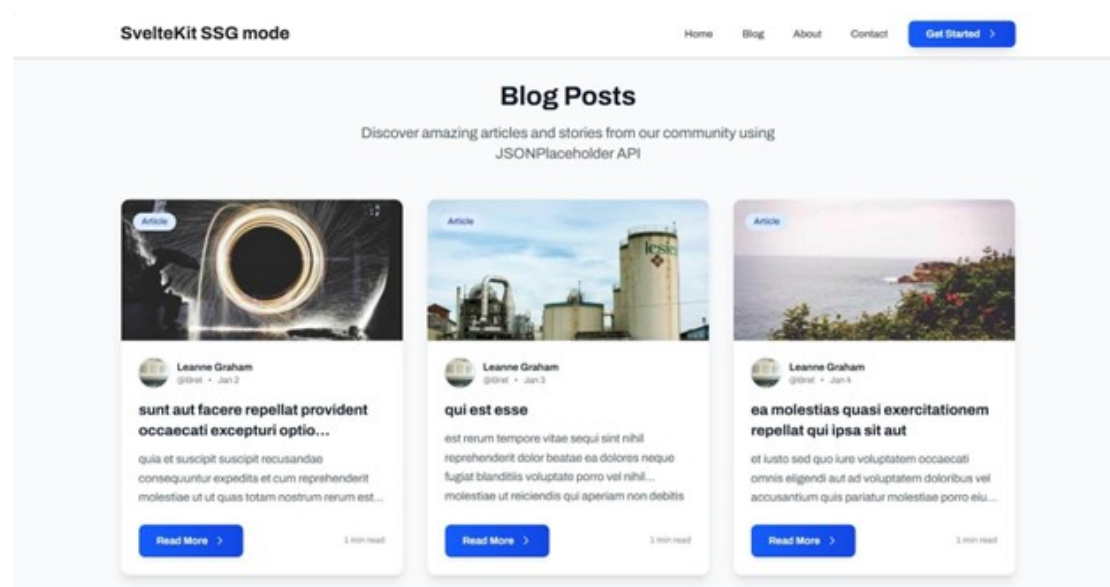 SvelteKit SSG mode
Home Blog About Contact Get Started
Blog Posts
Discover amazing articles and stories from our community using
JSONPlaceholder API
Article
Leanne Graham
@Bret • Jan 2
sunt aut facere repellat provident
occaecati excepturi optio...
quia et suscipit suscipit recusandae
consequuntur expedita et cum reprehenderit
molestiae ut ut quas totam nostrum rerum est...
Read More
1 min read
Article
lesie
Leanne Graham
@Bret • Jan 3
qui est esse
est rerum tempore vitae sequi sint nihil
reprehenderit dolor beatae ea dolores neque
fugiat blanditiis voluptate porro vel nihil...
molestiae ut reiciendis qui aperiam non debitis
Read More
1 min read
Article
Leanne Graham
@Bret • Jan 4
ea molestias quasi exercitationem
repellat qui ipsa sit aut
et iusto sed quo iure voluptatem occaecati
omnis eligendi aut ad voluptatem doloribus vel
accusantium quis pariatur molestiae porro eiu...
Read More
1 min read